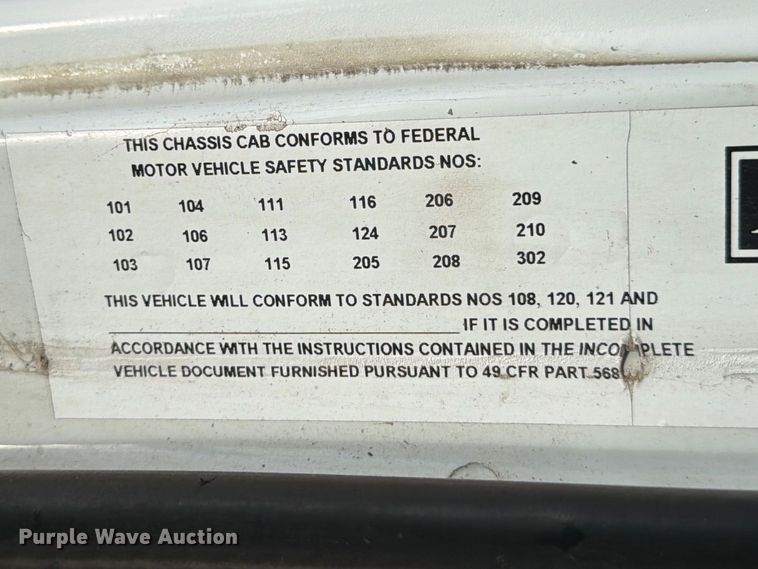 THIS CHASSIS CAB CONFORMS TO FEDERAL
MOTOR VEHICLE SAFETY STANDARDS NOS:
101 104 111 116 206 209
102 106 113 124 207 210
103 107 115 205 208 302
THIS VEHICLE WILL CONFORM TO STANDARDS NOS 108, 120, 121 AND
IF IT IS COMPLETED IN
ACCORDANCE WITH THE INSTRUCTIONS CONTAINED IN THE INCOMPLETE
VEHICLE DOCUMENT FURNISHED PURSUANT TO 49 CFR PART 568
Purple Wave Auction